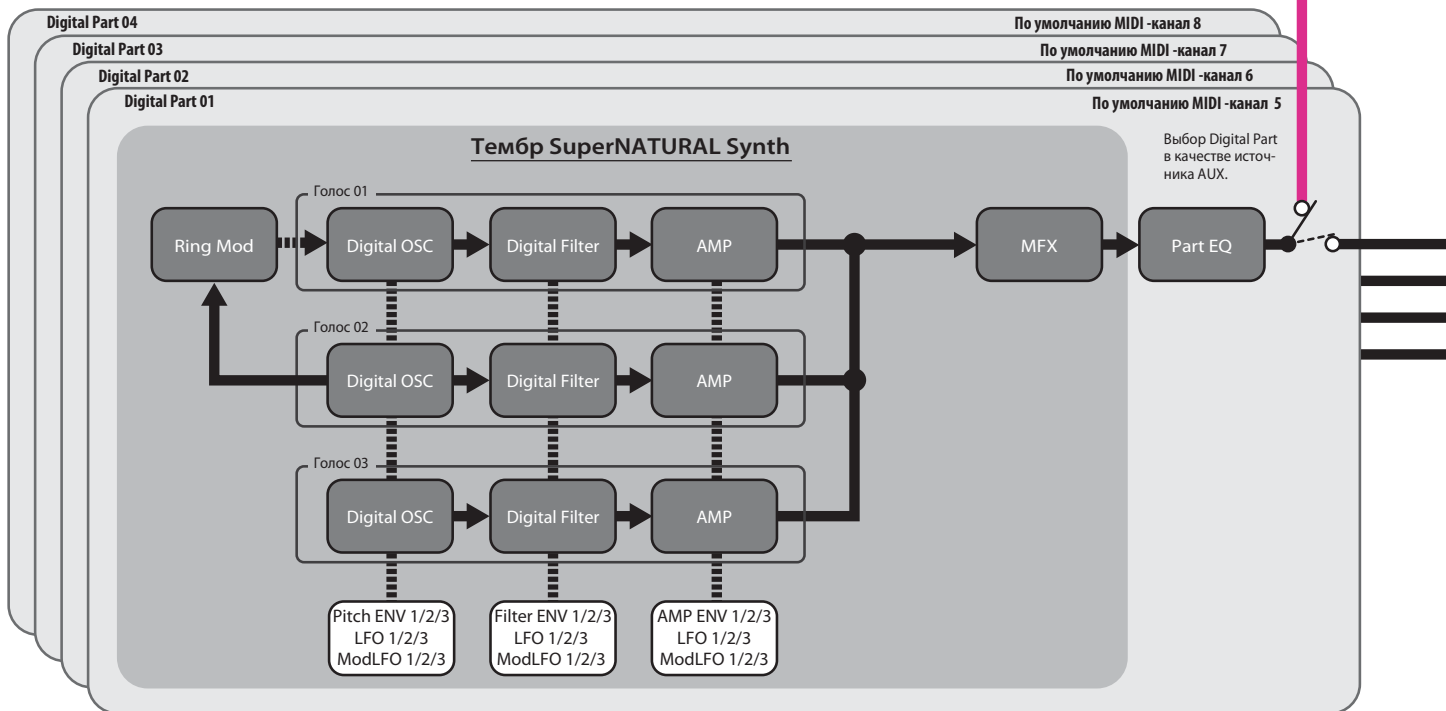 Digital Part 04
По умолчанию MIDI -канал 8
Digital Part 03
По умолчанию MIDI -канал 7
Digital Part 02
По умолчанию MIDI -канал 6
Digital Part 01
По умолчанию MIDI -канал 5
Тембр SuperNATURAL Synth
Выбор Digital Part
в качестве источ-
ника AUX.
Голос 01
Ring Mod
Digital OSC
Digital Filter
AMP
MFX
Part EQ
Голос 02
Digital OSC
Digital Filter
AMP
Голос 03
Digital OSC
Digital Filter
AMP
Pitch ENV 1/2/3
LFO 1/2/3
ModLFO 1/2/3
Filter ENV 1/2/3
LFO 1/2/3
ModLFO 1/2/3
AMP ENV 1/2/3
LFO 1/2/3
ModLFO 1/2/3